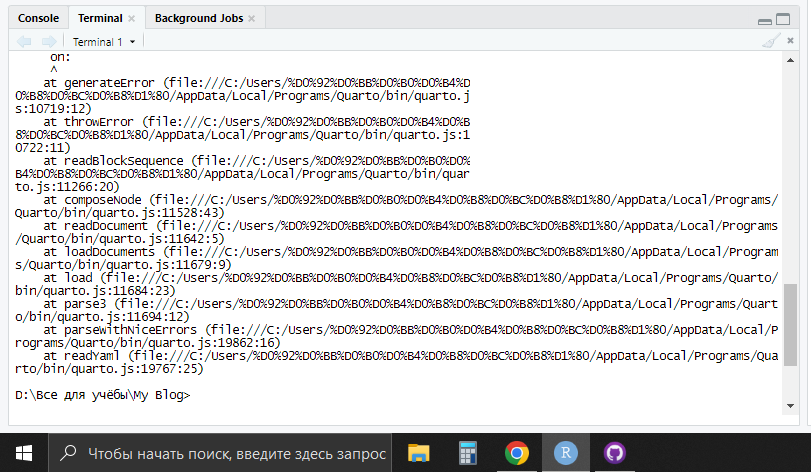 Console Terminal Background Jobs
Terminal 1
on:
^
at generateError (file:///C:/Users/%D0%92%D0%BB%D0%B0%D0%B4%D
0%B8%D0%BC%D0%B8%D1%80/AppData/Local/Programs/Quarto/bin/quarto.j
s:10719:12)
at throwError (file:///C:/Users/%D0%92%D0%BB%D0%B0%D0%B4%D0%B
8%D0%BC%D0%B8%D1%80/AppData/Local/Programs/Quarto/bin/quarto.js:1
0722:11)
at readBlockSequence (file:///C:/Users/%D0%92%D0%BB%D0%B0%D0%
B4%D0%B8%D0%BC%D0%B8%D1%80/AppData/Local/Programs/Quarto/bin/quar
to.js:11266:20)
at composeNode (file:///C:/Users/%D0%92%D0%BB%D0%B0%D0%B4%D0%B8%D0%BC%D0%B8%D1%80/AppData/Local/Programs/
Quarto/bin/quarto.js:11528:43)
at readDocument (file:///C:/Users/%D0%92%D0%BB%D0%B0%D0%B4%D0%B8%D0%BC%D0%B8%D1%80/AppData/Local/Programs
/Quarto/bin/quarto.js:11642:5)
at loadDocuments (file:///C:/Users/%D0%92%D0%BB%D0%B0%D0%B4%D0%B8%D0%BC%D0%B8%D1%80/AppData/Local/Program
s/Quarto/bin/quarto.js:11679:9)
at load (file:///C:/Users/%D0%92%D0%BB%D0%B0%D0%B4%D0%B8%D0%BC%D0%B8%D1%80/AppData/Local/Programs/Quarto/
bin/quarto.js:11684:23)
at parse3 (file:///C:/Users/%D0%92%D0%BB%D0%B0%D0%B4%D0%B8%D0%BC%D0%B8%D1%80/AppData/Local/Programs/Quart
o/bin/quarto.js:11694:12)
at parseWithNiceErrors (file:///C:/Users/%D0%92%D0%BB%D0%B0%D0%B4%D0%B8%D0%BC%D0%B8%D1%80/AppData/Local/P
rograms/Quarto/bin/quarto.js:19862:16)
at readYaml (file:///C:/Users/%D0%92%D0%BB%D0%B0%D0%B4%D0%B8%D0%BC%D0%B8%D1%80/AppData/Local/Programs/Qua
rto/bin/quarto.js:19767:25)
D:\Все для учёбы\My Blog>
Чтобы начать поиск, введите здесь запрос
R